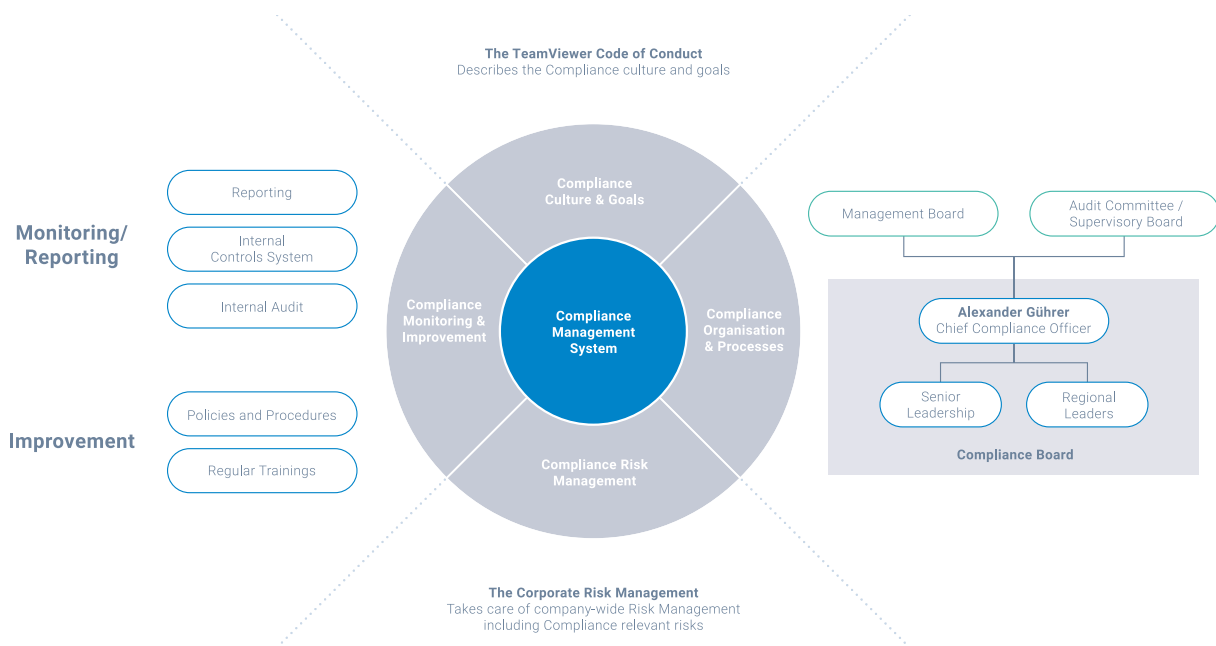 The TeamViewer Code of Conduct
Describes the Compliance culture and goals
Monitoring/
Reporting
Reporting
Internal
Controls System
Internal Audit
Improvement
Policies and Procedures
Regular Trainings
Compliance
Culture & Goals
Compliance
Monitoring &
Improvement
Compliance
Management
System
Compliance
Organisation
& Processes
Compliance Risk
Management
Management Board
Audit Committee /
Supervisory Board
Alexander Gührer
Chief Compliance Officer
Senior
Leadership
Regional
Leaders
Compliance Board
The Corporate Risk Management
Takes care of company-wide Risk Management
including Compliance relevant risks